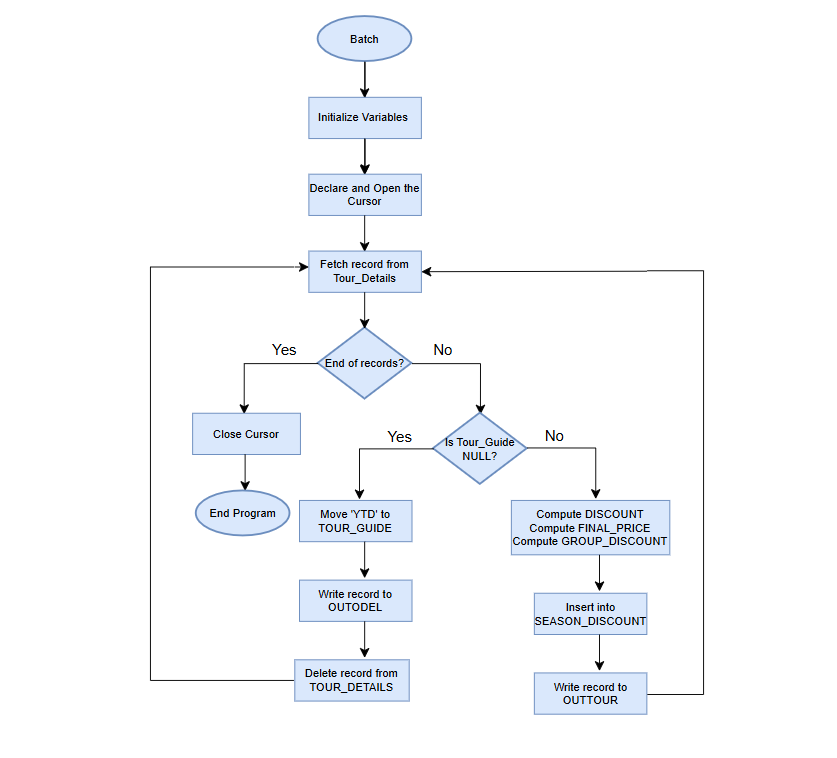 Batch
Initialize Variables
Declare and Open the
Cursor
Fetch record from
Tour_Details
Yes
No
End of records?
Close Cursor
Yes
No
Is Tour_Guide
NULL?
End Program
Move 'YTD' to
TOUR_GUIDE
Compute DISCOUNT
Compute FINAL_PRICE
Compute GROUP_DISCOUNT
Write record to
OUTODEL
Insert into
SEASON_DISCOUNT
Delete record from
TOUR_DETAILS
Write record to
OUTTOUR